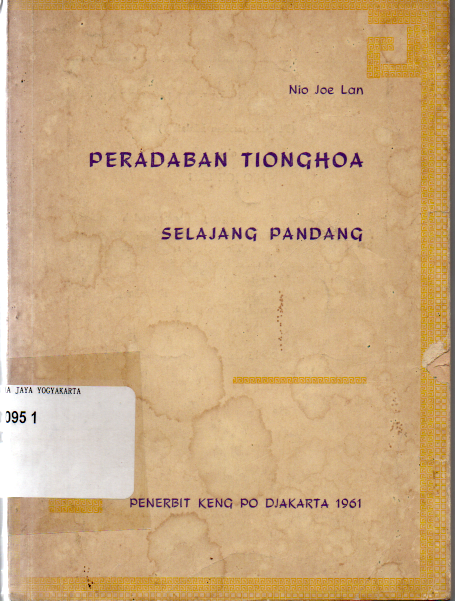 Nio Joe Lan
PERADABAN TIONGHOA
SELAJANG PANDANG
JAYA YOGYAKARTA
095 1
PENERBIT KENG PO DJAKARTA 1961